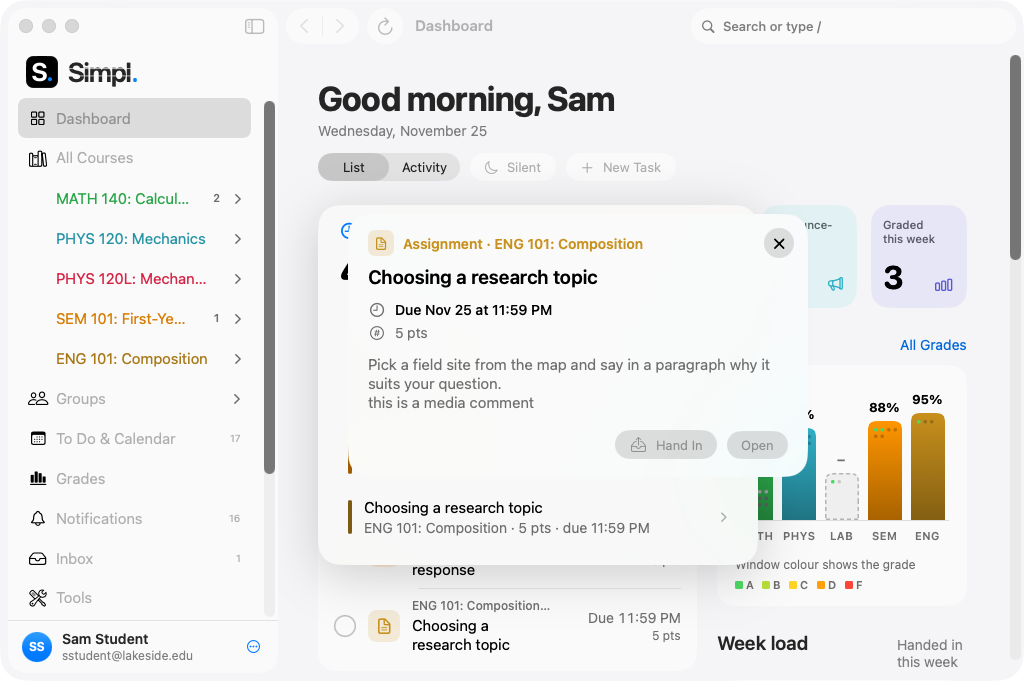 Dashboard
Search or type /
S.
Simpl.
Dashboard
All Courses
MATH 140: Calcul...
2
PHYS 120: Mechanics
PHYS 120L: Mechan...
SEM 101: First-Ye...
1
ENG 101: Composition
Groups
To Do & Calendar
17
Grades
Notifications
16
Inbox
1
Tools
SS
Sam Student
sstudent@lakeside.edu
Good morning, Sam
Wednesday, November 25
List
Activity
Silent
New Task
Assignment · ENG 101: Composition
Choosing a research topic
Due Nov 25 at 11:59 PM
5 pts
Pick a field site from the map and say in a paragraph why it
suits your question.
this is a media comment
Hand In
Open
Choosing a research topic
ENG 101: Composition · 5 pts · due 11:59 PM
response
ENG 101: Composition...
Choosing a
research topic
Due 11:59 PM
5 pts
Graded
this week
3
All Grades
88%
95%
–
PHYS
LAB
SEM
ENG
Window colour shows the grade
A
B
C
D
F
Week load
Handed in
this week